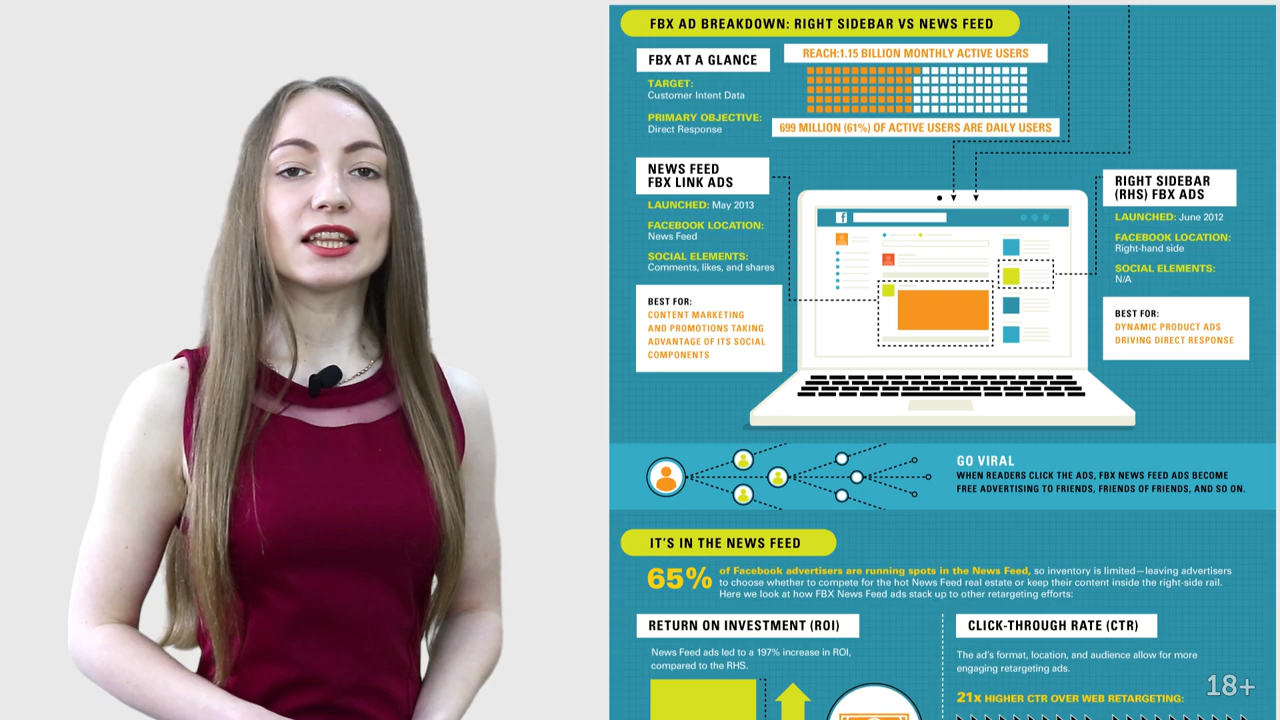 FBX AD BREAKDOWN: RIGHT SIDEBAR VS NEWS FEED
FBX AT A GLANCE
TARGET:
Customer Intent Data
PRIMARY OBJECTIVE:
Direct Response
REACH:1.15 BILLION MONTHLY ACTIVE USERS
699 MILLION (61%) OF ACTIVE USERS ARE DAILY USERS
NEWS FEED
FBX LINK ADS
LAUNCHED: May 2013
FACEBOOK LOCATION:
News Feed
SOCIAL ELEMENTS:
Comments, likes, and shares
BEST FOR:
CONTENT MARKETING
AND PROMOTIONS TAKING
ADVANTAGE OF ITS SOCIAL
COMPONENTS
f
RIGHT SIDEBAR
(RHS) FBX ADS
LAUNCHED: June 2012
FACEBOOK LOCATION:
Right-hand side
SOCIAL ELEMENTS:
N/A
BEST FOR:
DYNAMIC PRODUCT ADS
DRIVING DIRECT RESPONSE
GO VIRAL
WHEN READERS CLICK THE ADS, FBX NEWS FEED ADS BECOME
FREE ADVERTISING TO FRIENDS, FRIENDS OF FRIENDS, AND SO ON.
IT'S IN THE NEWS FEED
65% of Facebook advertisers are running spots in the News Feed, so inventory is limited—leaving advertisers
to choose whether to compete for the hot News Feed real estate or keep their content inside the right-side rail.
Here we look at how FBX News Feed ads stack up to other retargeting efforts:
RETURN ON INVESTMENT (ROI)
News Feed ads led to a 197% increase in ROI,
compared to the RHS.
CLICK-THROUGH RATE (CTR)
The ad's format, location, and audience allow for more
engaging retargeting ads.
21x HIGHER CTR OVER WEB RETARGETING:
18+